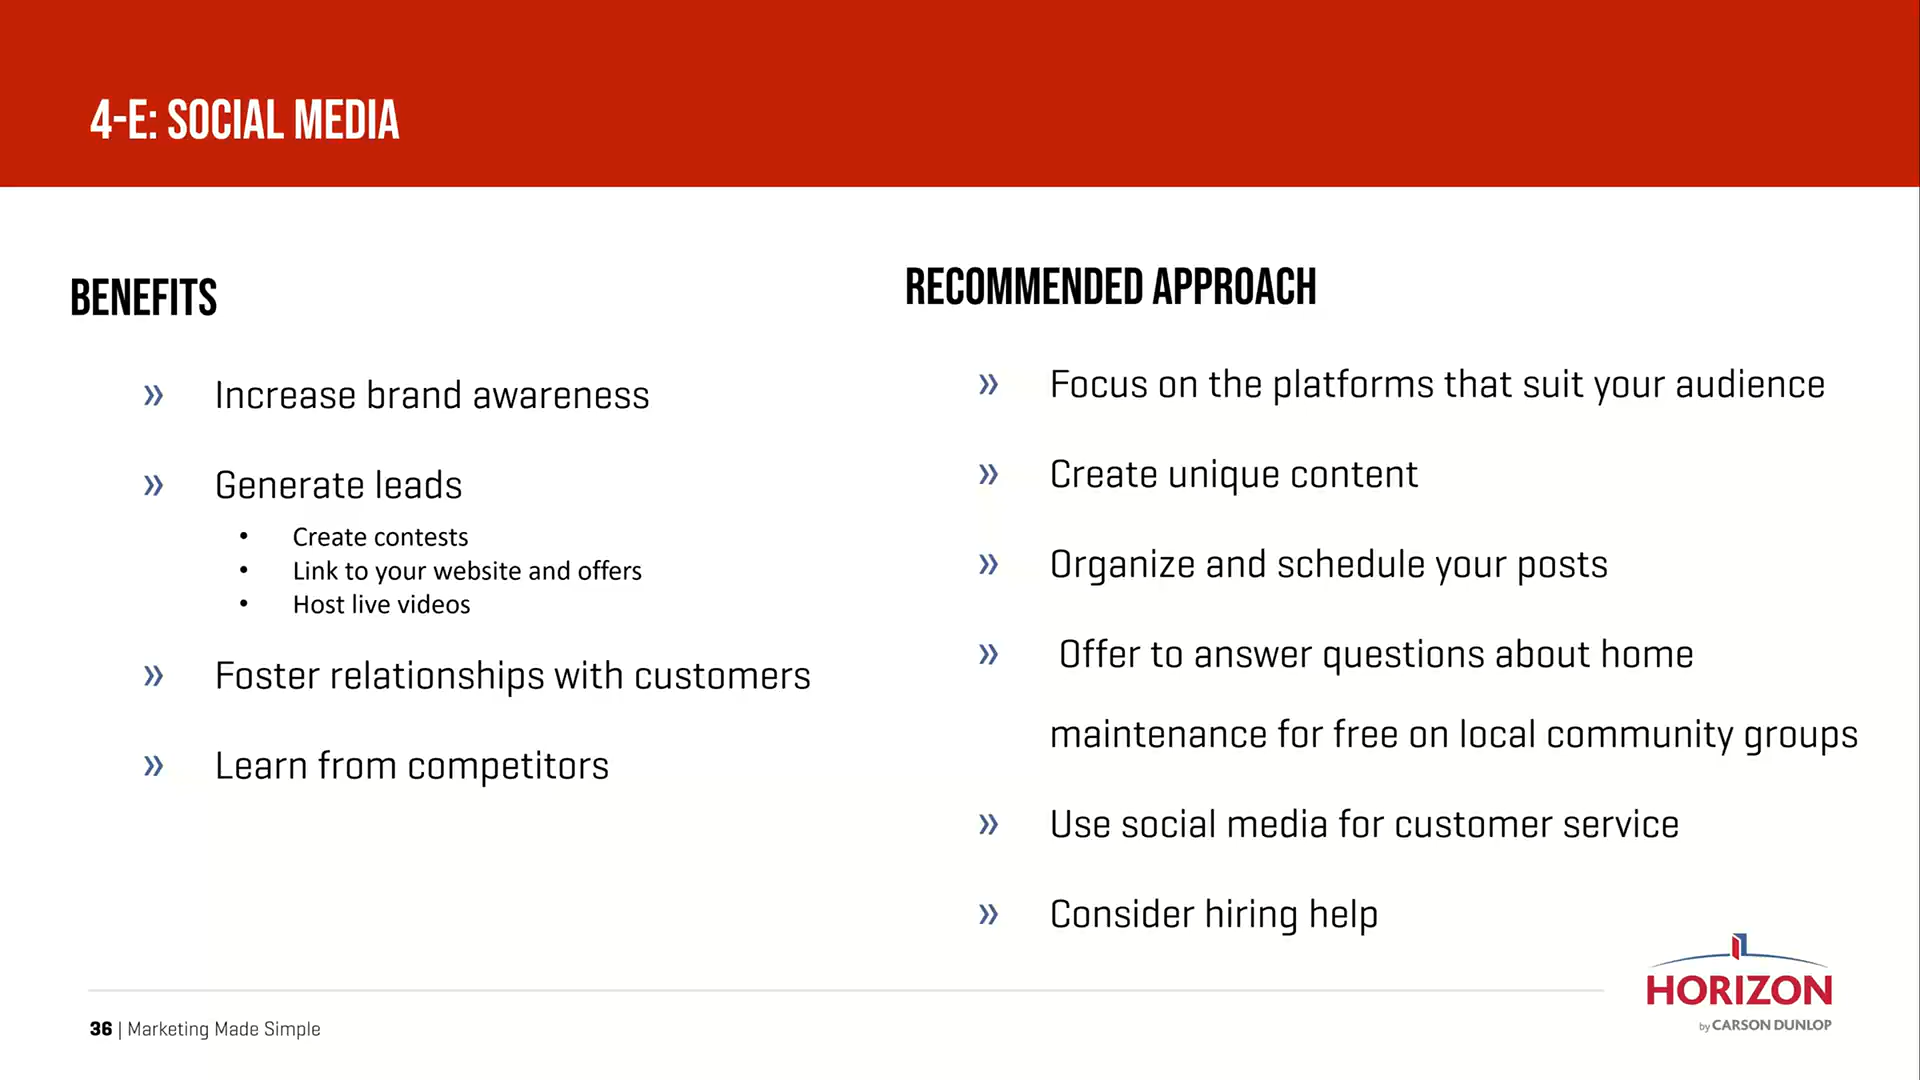 4-E: SOCIAL MEDIA
BENEFITS
» Increase brand awareness
» Generate leads
• Create contests
• Link to your website and offers
• Host live videos
» Foster relationships with customers
» Learn from competitors
RECOMMENDED APPROACH
» Focus on the platforms that suit your audience
» Create unique content
» Organize and schedule your posts
» Offer to answer questions about home
maintenance for free on local community groups
» Use social media for customer service
» Consider hiring help
HORIZON
by CARSON DUNLOP
36 | Marketing Made Simple